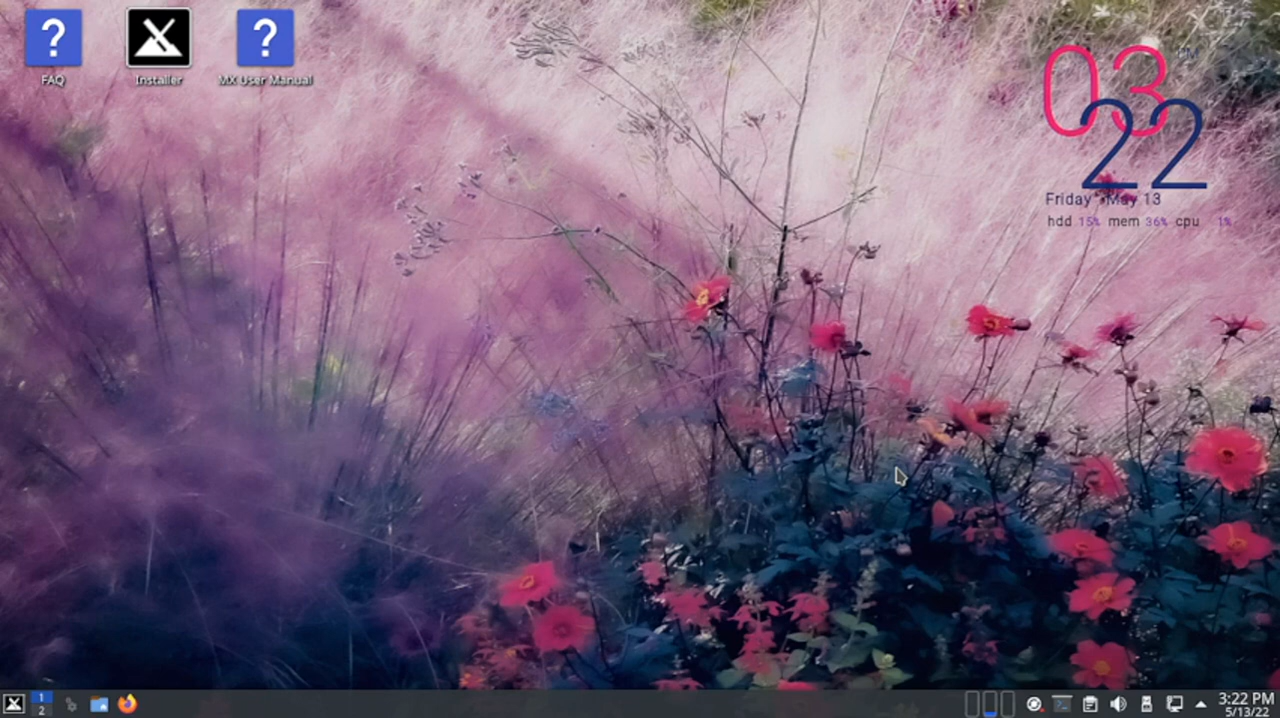 FAQ
Installer
MX User Manual
03
PM
22
Friday May 13
hdd 15% mem 36% cpu 1%
1
2
3:22 PM
5/13/22